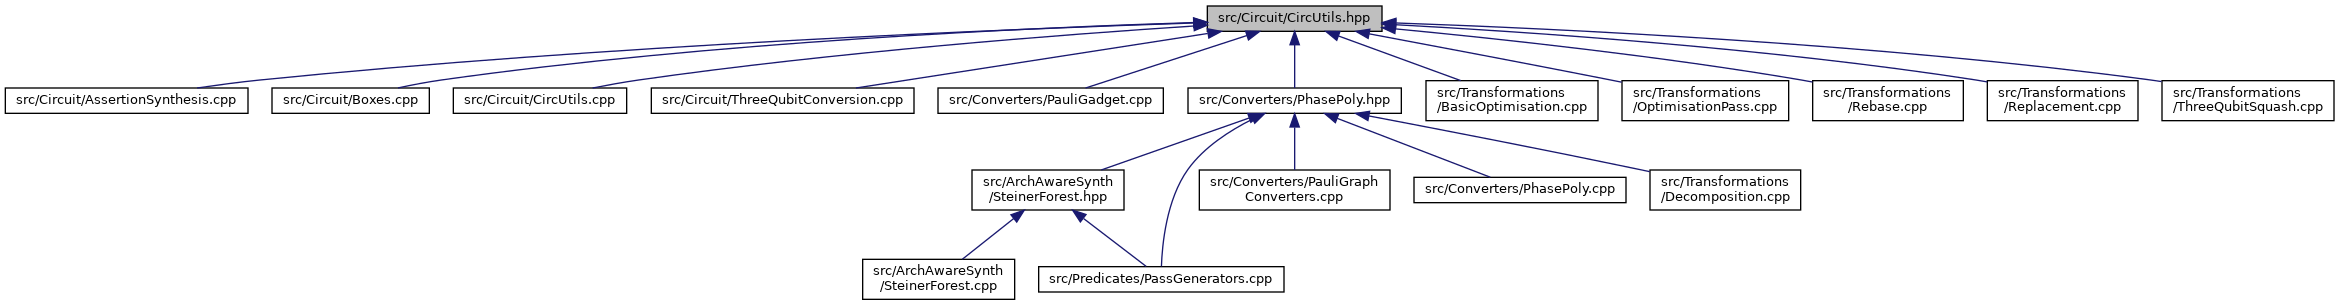 src/Circuit/CircUtils.hpp
src/Circuit/AssertionSynthesis.cpp
src/Circuit/Boxes.cpp
src/Circuit/CircUtils.cpp
src/Circuit/ThreeQubitConversion.cpp
src/Converters/PauliGadget.cpp
src/Converters/PhasePoly.hpp
src/Transformations
/BasicOptimisation.cpp
src/Transformations
/OptimisationPass.cpp
src/Transformations
/Rebase.cpp
src/Transformations
/Replacement.cpp
src/Transformations
/ThreeQubitSquash.cpp
src/ArchAwareSynth
/SteinerForest.hpp
src/Converters/PauliGraph
Converters.cpp
src/Converters/PhasePoly.cpp
src/Transformations
/Decomposition.cpp
src/ArchAwareSynth
/SteinerForest.cpp
src/Predicates/PassGenerators.cpp